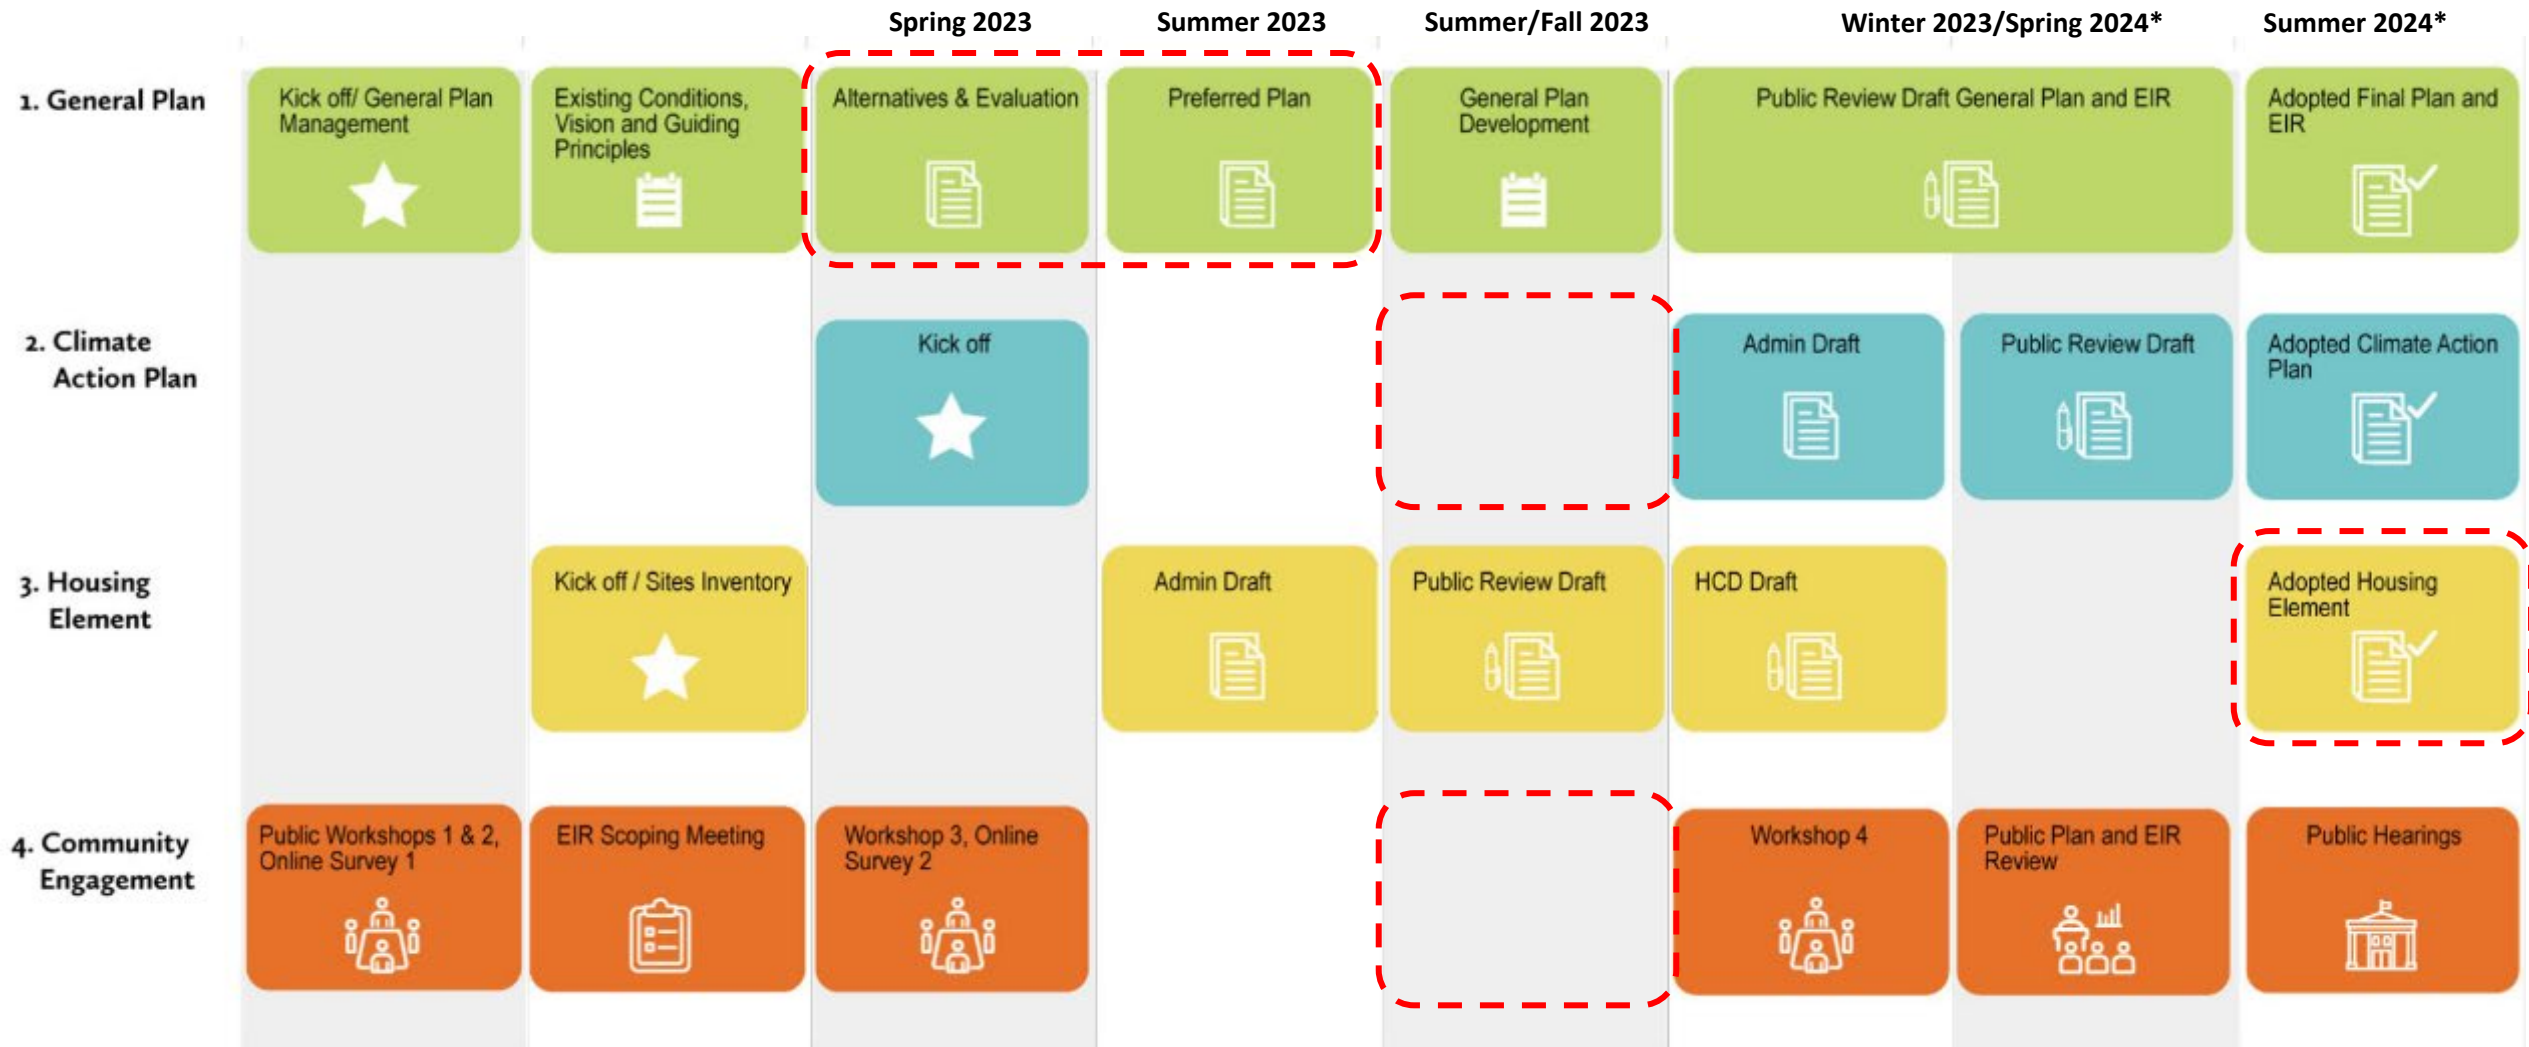 Spring 2023
Summer 2023
Summer/Fall 2023
Winter 2023/Spring 2024*
Summer 2024*
1. General Plan
Kick off/ General Plan
Management
Existing Conditions,
Vision and Guiding
Principles
Alternatives & Evaluation
Preferred Plan
General Plan
Development
Public Review Draft General Plan and EIR
Adopted Final Plan and
EIR
2. Climate
Action Plan
Kick off
Admin Draft
Public Review Draft
Adopted Climate Action
Plan
3. Housing
Element
Kick off / Sites Inventory
Admin Draft
Public Review Draft
HCD Draft
Adopted Housing
Element
4. Community
Engagement
Public Workshops 1 & 2,
Online Survey 1
EIR Scoping Meeting
Workshop 3, Online
Survey 2
Workshop 4
Public Plan and EIR
Review
Public Hearings